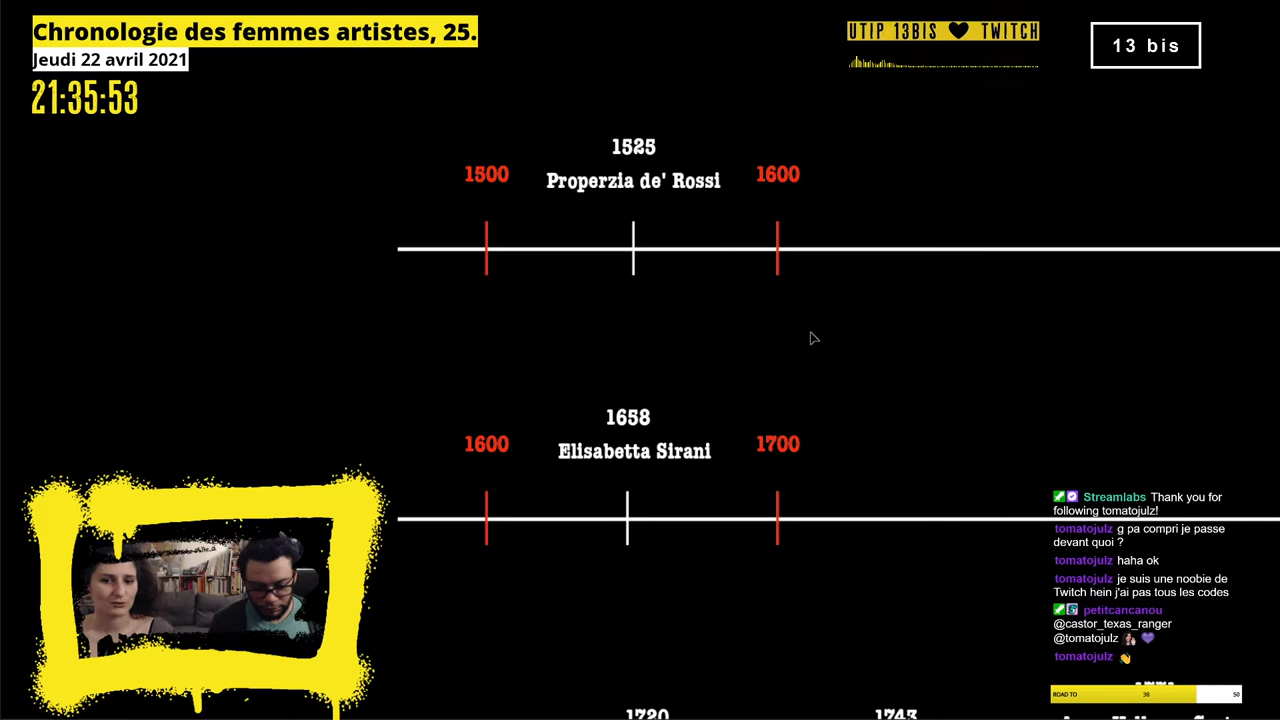 Chronologie des femmes artistes, 25.
Jeudi 22 avril 2021
21:35:53
UTIP 13BIS TWITCH
13 bis
1525
1500 Properzia de' Rossi 1600
1658
1600 Elisabetta Sirani 1700
Streamlabs Thank you for
following tomatojulz!
tomatojulz g pa compri je passe
devant quoi ?
tomatojulz haha ok
tomatojulz je suis une noobie de
Twitch hein j'ai pas tous les codes
petitcancanou
@castor_texas_ranger
@tomatojulz
tomatojulz
ROAD TO 38 50
1720 1743